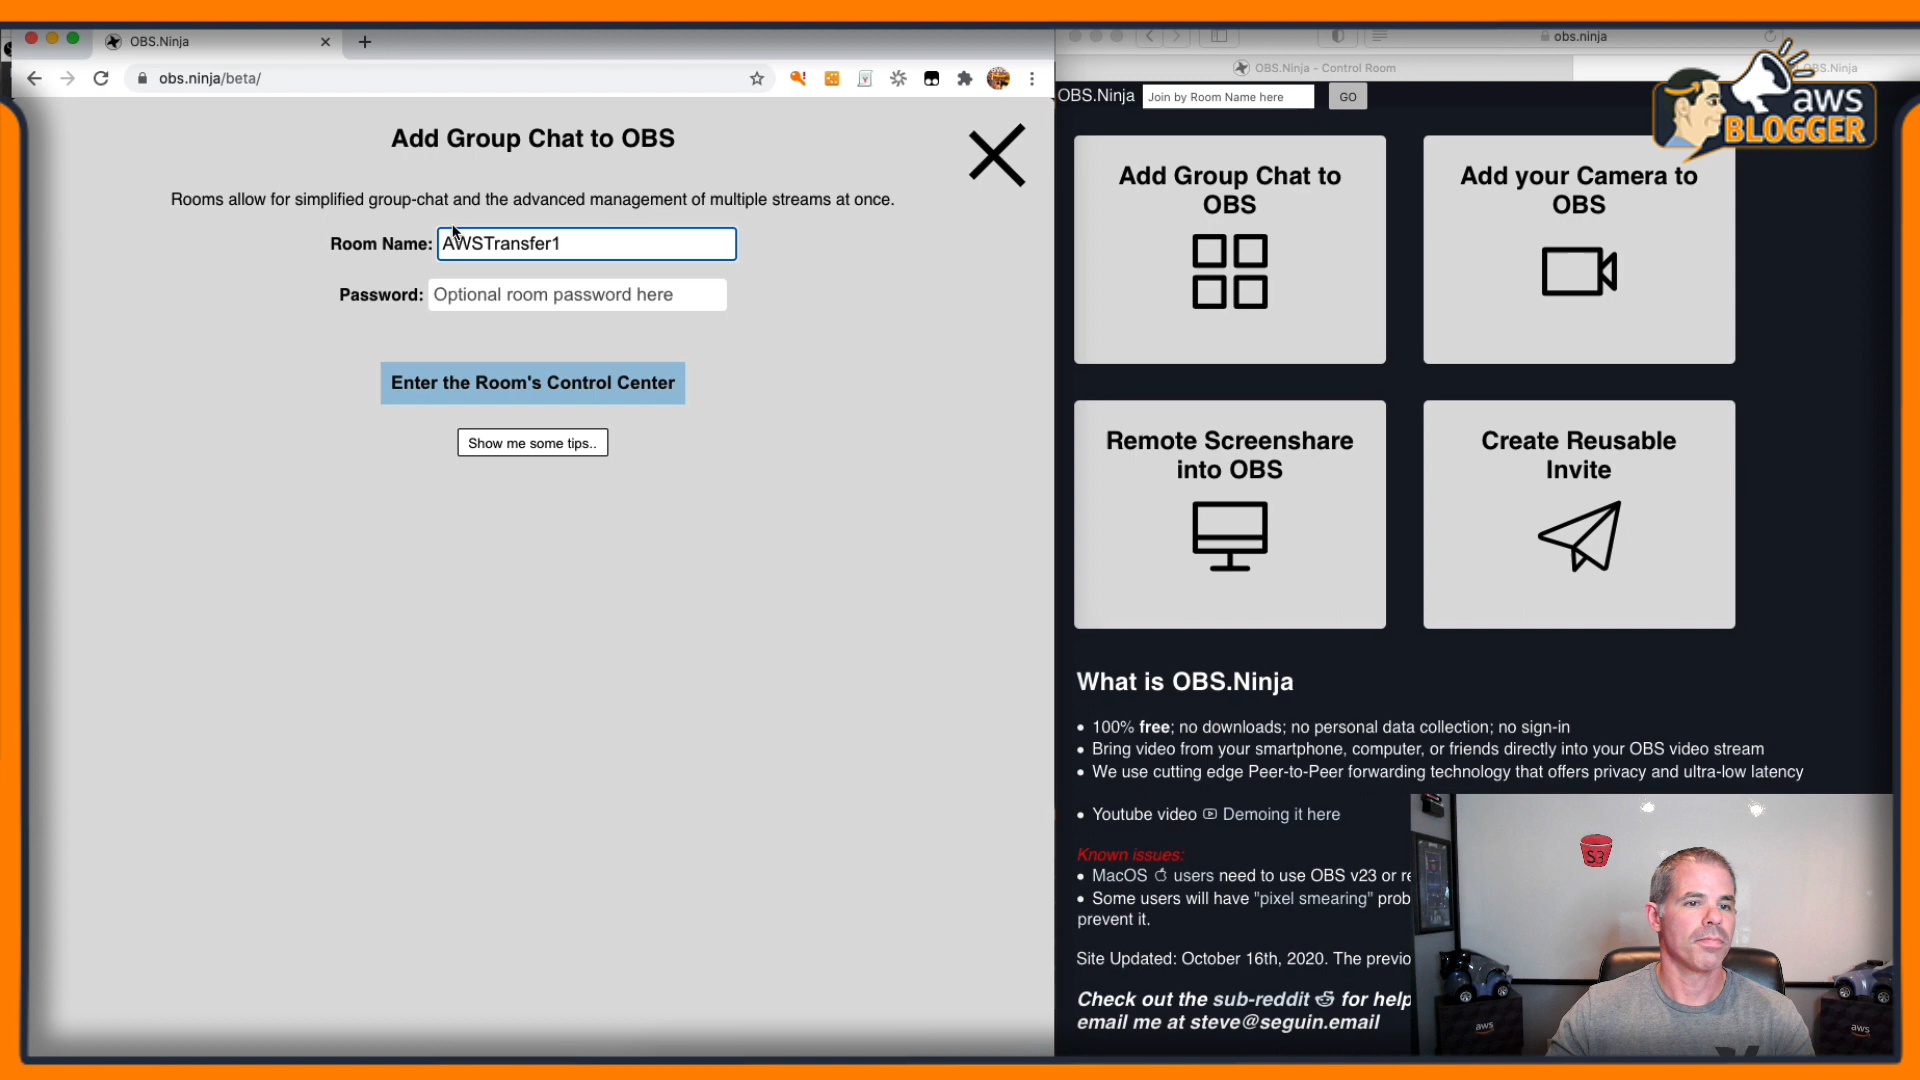 OBS.Ninja
obs.ninja/beta/
Add Group Chat to OBS
Rooms allow for simplified group-chat and the advanced management of multiple streams at once.
Room Name: AWSTransfer1
Password: Optional room password here
Enter the Room's Control Center
Show me some tips..
obs.ninja
OBS.Ninja - Control Room
OBS.Ninja
OBS.Ninja Join by Room Name here GO
aws
BLOGGER
Add Group Chat to
OBS
Add your Camera to
OBS
Remote Screenshare
into OBS
Create Reusable
Invite
What is OBS.Ninja
• 100% free; no downloads; no personal data collection; no sign-in
• Bring video from your smartphone, computer, or friends directly into your OBS video stream
• We use cutting edge Peer-to-Peer forwarding technology that offers privacy and ultra-low latency
• Youtube video Demoing it here
Known issues:
• MacOS users need to use OBS v23 or re
• Some users will have "pixel smearing" prob
prevent it.
Site Updated: October 16th, 2020. The previo
Check out the sub-reddit for help
email me at steve@seguin.email
S3
aws
aws